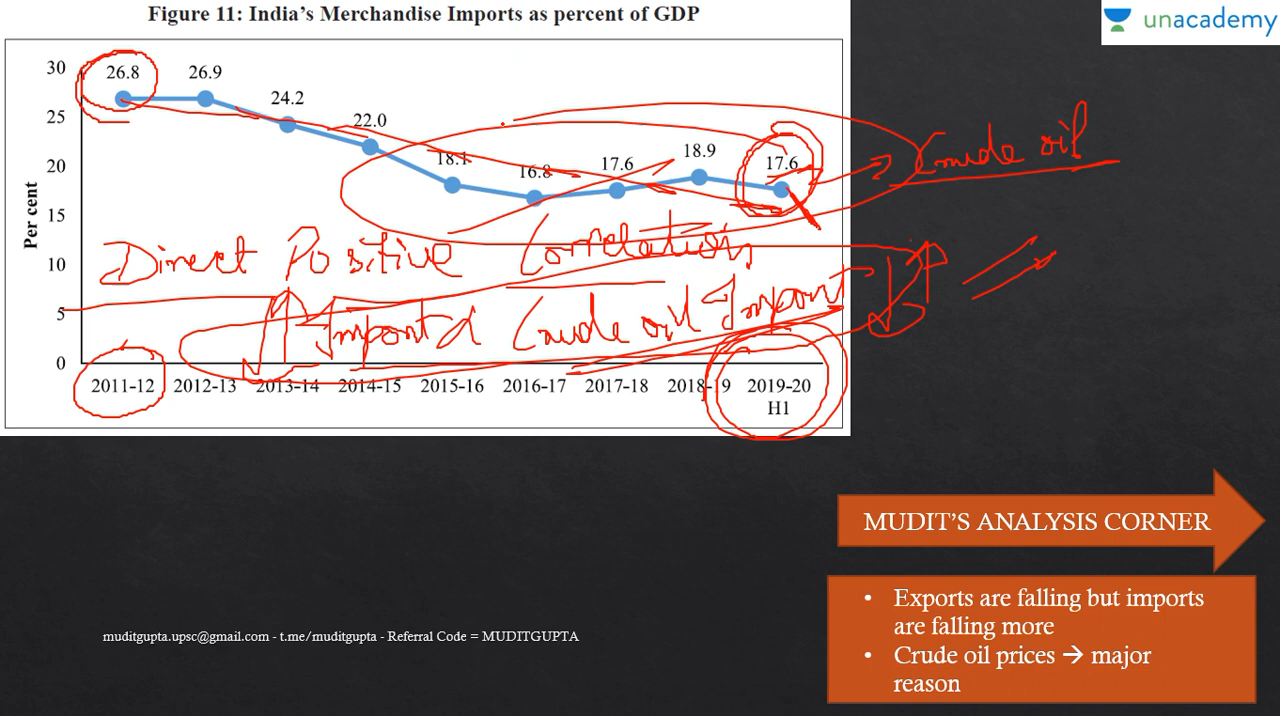 Figure 11: India's Merchandise Imports as percent of GDP
unacademy
Per cent
30
25
20
15
10
5
0
26.8
26.9
24.2
22.0
18.1
16.8
17.6
18.9
17.6
Crude oil
Direct Positive Correlation
Import Crude oil Import
2011-12
2012-13
2013-14
2014-15
2015-16
2016-17
2017-18
2018-19
2019-20
H1
MUDIT'S ANALYSIS CORNER
• Exports are falling but imports
are falling more
• Crude oil prices → major
reason
muditgupta.upsc@gmail.com - t.me/muditgupta - Referral Code = MUDITGUPTA